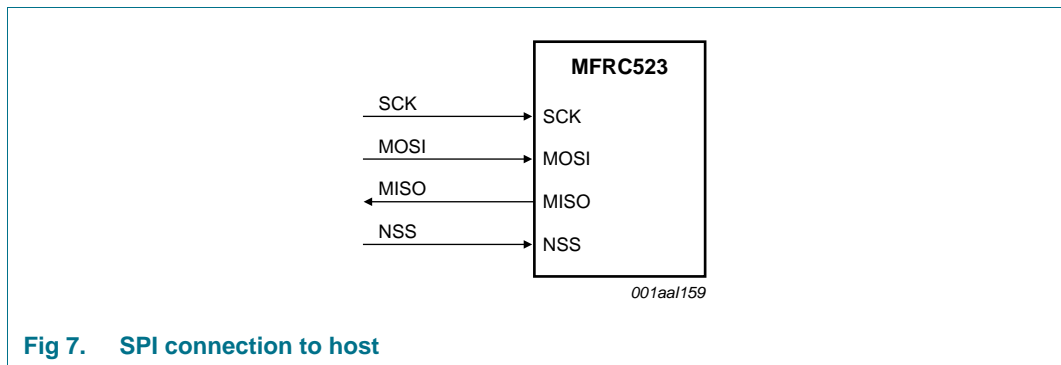 MFRC523
SCK
SCK
MOSI
MOSI
MISO
MISO
NSS
NSS
001aal159
Fig 7. SPI connection to host